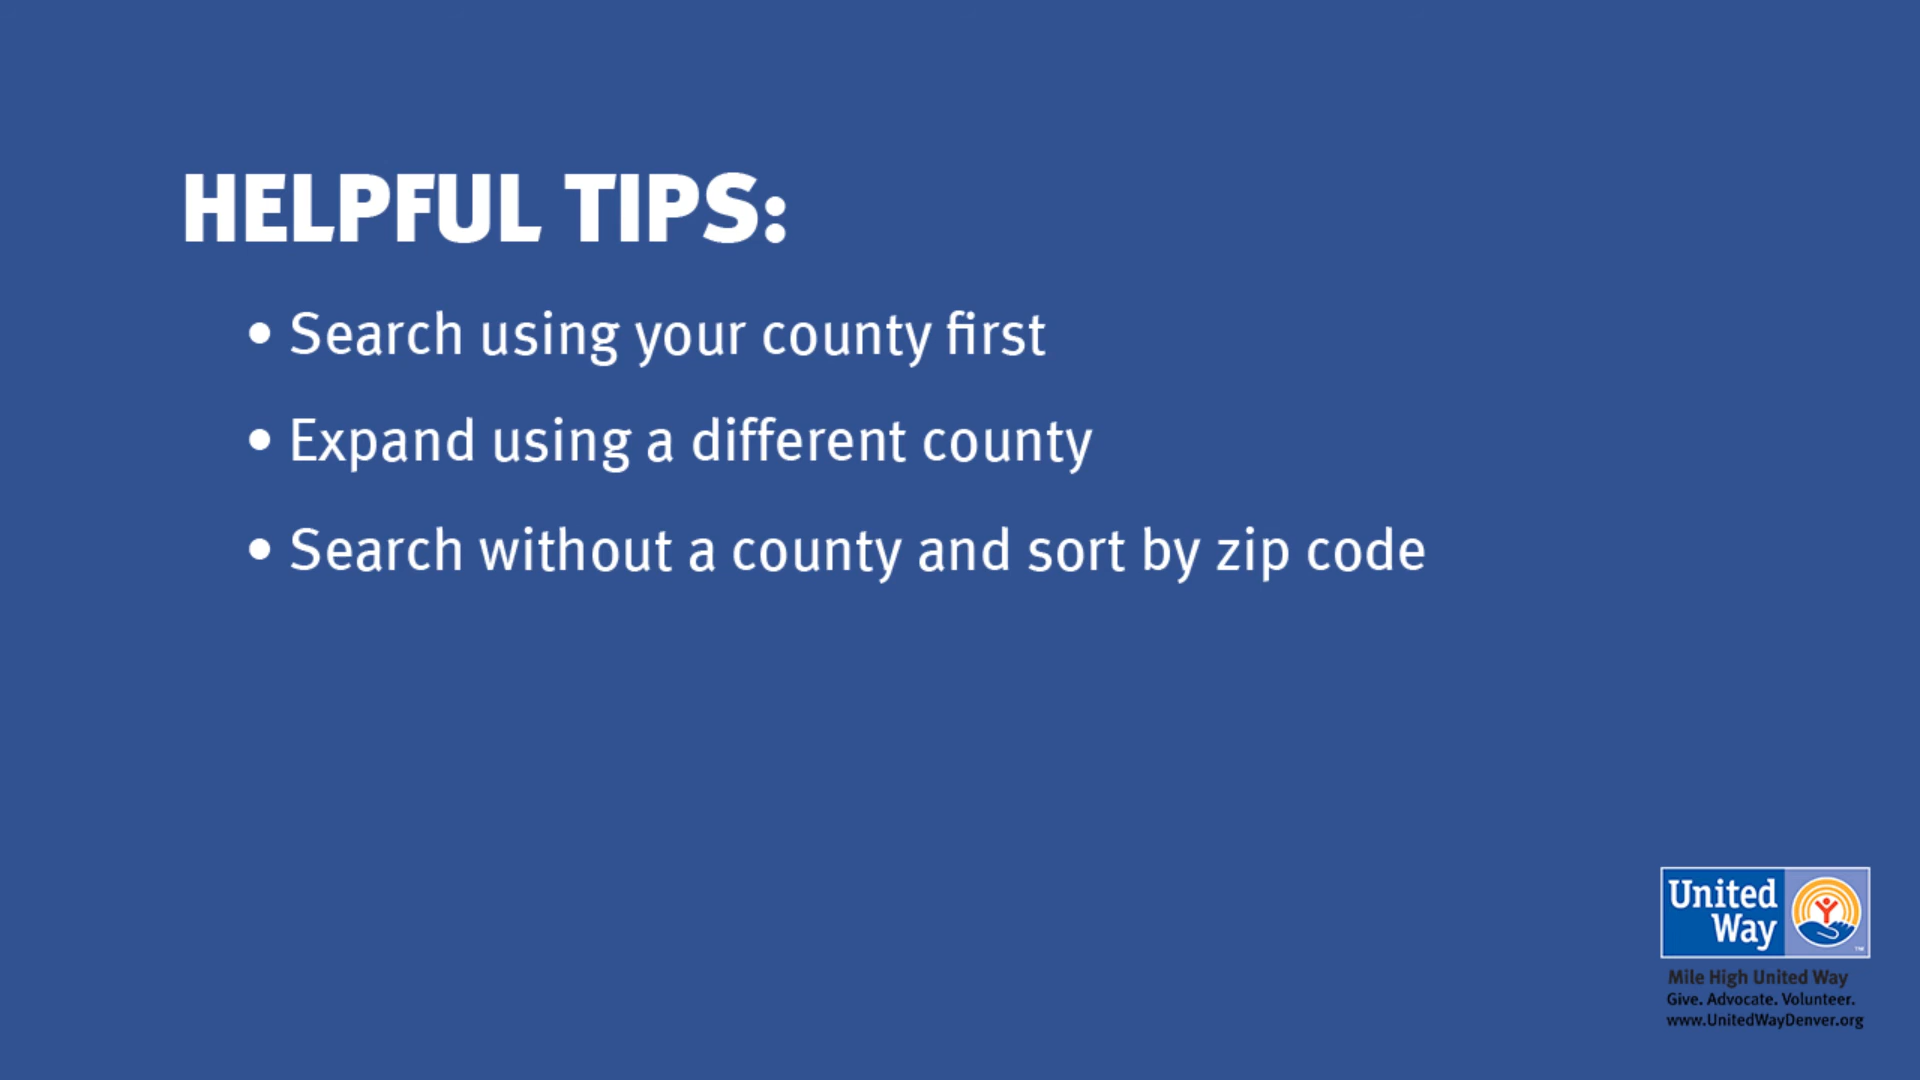 HELPFUL TIPS:
• Search using your county first
• Expand using a different county
• Search without a county and sort by zip code
United
Way
™
Mile High United Way
Give. Advocate. Volunteer.
www.UnitedWayDenver.org